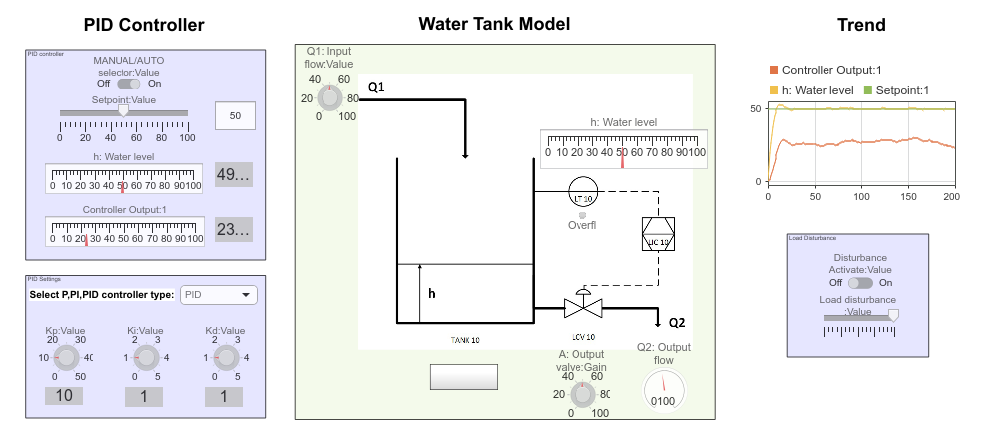 PID Controller
PID controller
MANUAL/AUTO
selector:Value
Off On
Setpoint:Value
0 20 40 60 80 100
50
h: Water level
0 10 20 30 40 50 60 70 80 90 100
49...
Controller Output:1
0 10 20 30 40 50 60 70 80 90 100
23...
PID Settings
Select P,PI,PID controller type:
PID
Kp:Value
20 30
10 40
0 50
10
Ki:Value
2 3
1 4
0 5
1
Kd:Value
2 3
1 4
0 5
1
Water Tank Model
Q1: Input
flow:Value
40 60
20 80
0 100
Q1
h: Water level
0 10 20 30 40 50 60 70 80 90 100
LT 10
Overfl
LIC 10
h
Q2
TANK 10
LCV 10
A: Output
valve:Gain
40 60
20 80
0 100
Q2: Output
flow
0100
Trend
Controller Output:1
h: Water level Setpoint:1
50
0
0 50 100 150 200
Load Disturbance
Disturbance
Activate:Value
Off On
Load disturbance
:Value